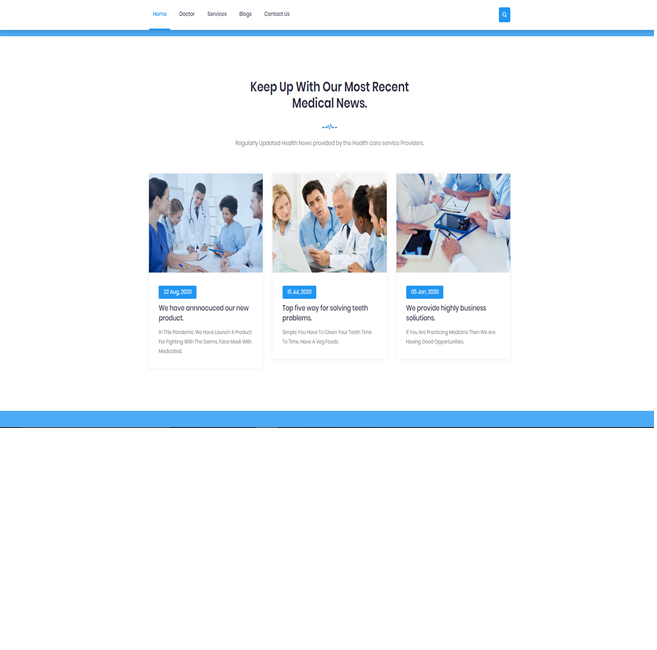 Home Doctor Services Blogs Contact Us
Keep Up With Our Most Recent
Medical News.
Regularly Updated Health News provided by the Health care service Providers.
22 Aug, 2020
We have annnocuced our new
product.
In This Pandemic We Have Launch A Product
For Fighting With The Germs. Face Mask With
Medicated.
15 Jul, 2020
Top five way for solving teeth
problems.
Simple You Have To Clean Your Teeth Time
To Time. Have A Veg Foods.
05 Jan, 2020
We provide highly business
soliutions.
If You Are Practicing Medicine Then We Are
Having Good Opportunities.